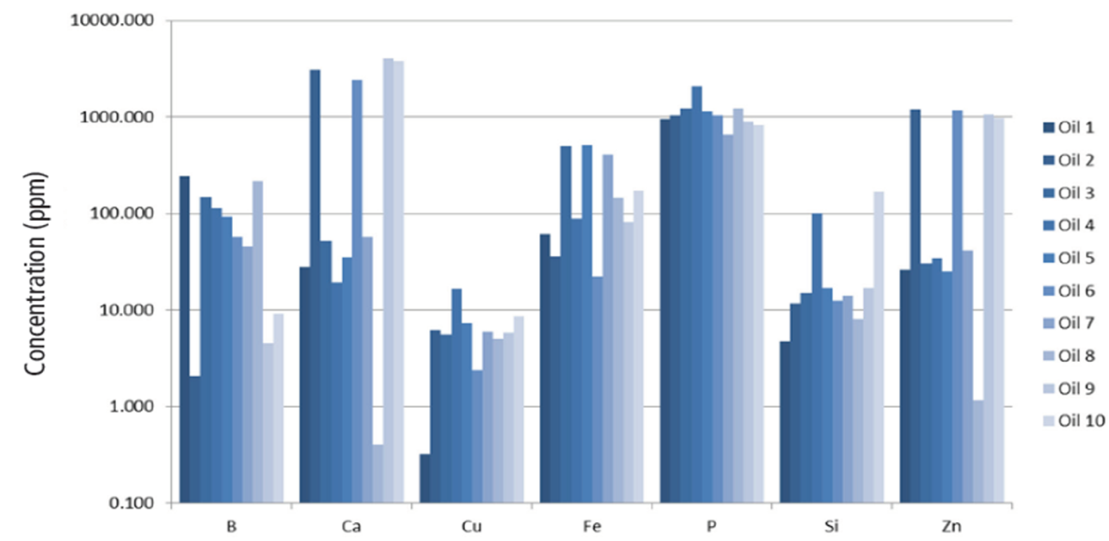 10000.000
1000.000
100.000
10.000
1.000
0.100
Concentration (ppm)
B Ca Cu Fe P Si Zn
Oil 1
Oil 2
Oil 3
Oil 4
Oil 5
Oil 6
Oil 7
Oil 8
Oil 9
Oil 10